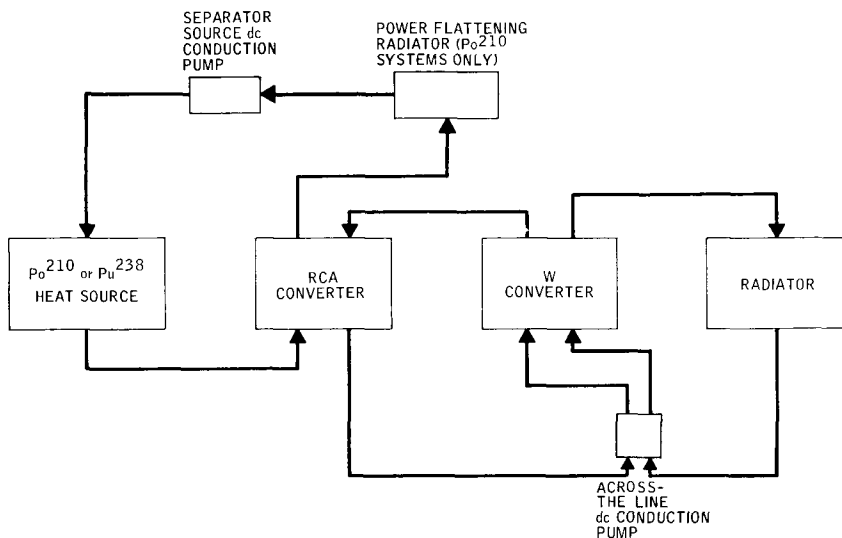 SEPARATOR
SOURCE dc
CONDUCTION
PUMP
POWER FLATTENING
RADIATOR (Po210
SYSTEMS ONLY)
Po210 or Pu238
HEAT SOURCE
RCA
CONVERTER
W
CONVERTER
RADIATOR
ACROSS-
THE LINE
dc CONDUCTION
PUMP